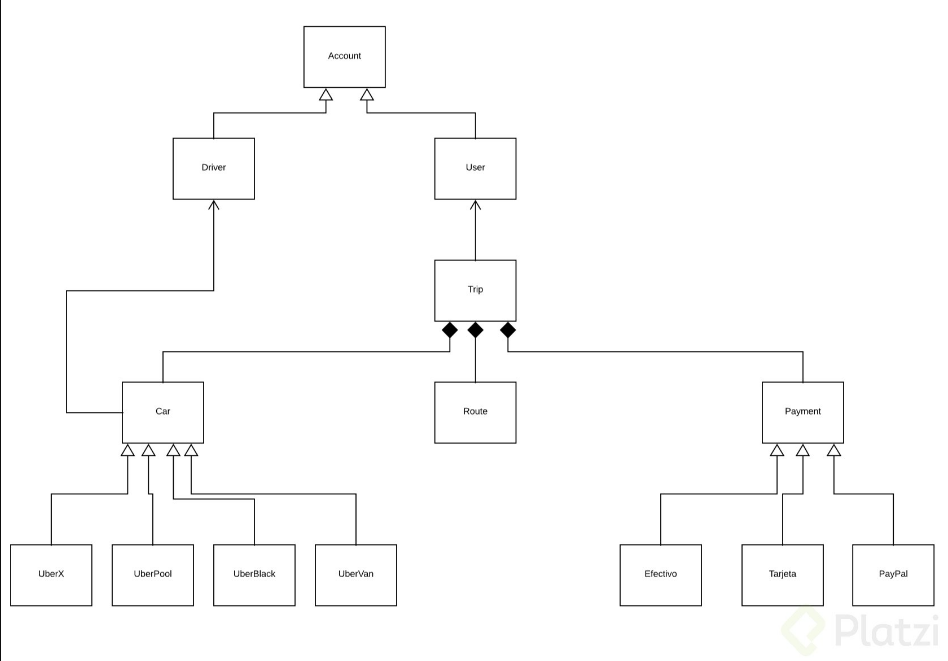 Account
Driver
User
Trip
Car
Route
Payment
UberX
UberPool
UberBlack
UberVan
Efectivo
Tarjeta
PayPal
Platzi